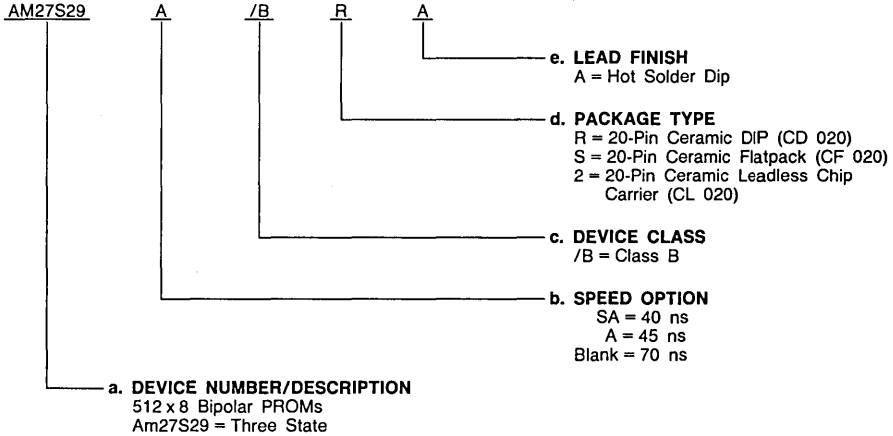 AM27S29 A /B R A
e. LEAD FINISH
A = Hot Solder Dip
d. PACKAGE TYPE
R = 20-Pin Ceramic DIP (CD 020)
S = 20-Pin Ceramic Flatpack (CF 020)
2 = 20-Pin Ceramic Leadless Chip
Carrier (CL 020)
c. DEVICE CLASS
/B = Class B
b. SPEED OPTION
SA = 40 ns
A = 45 ns
Blank = 70 ns
a. DEVICE NUMBER/DESCRIPTION
512 x 8 Bipolar PROMs
Am27S29 = Three State